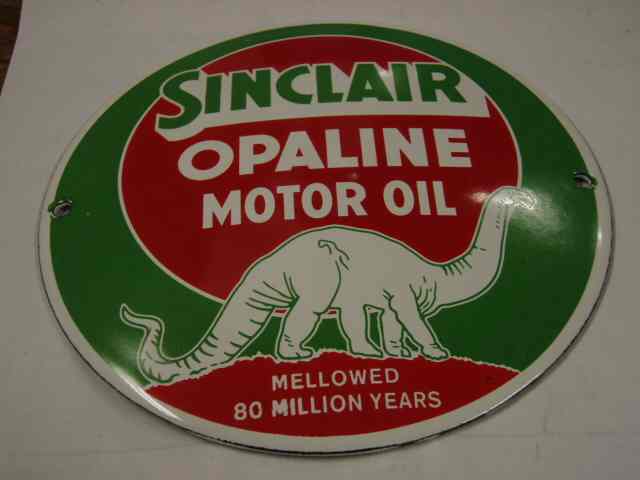 SINCLAIR
OPALINE
MOTOR OIL
MELLOWED
80 MILLION YEARS